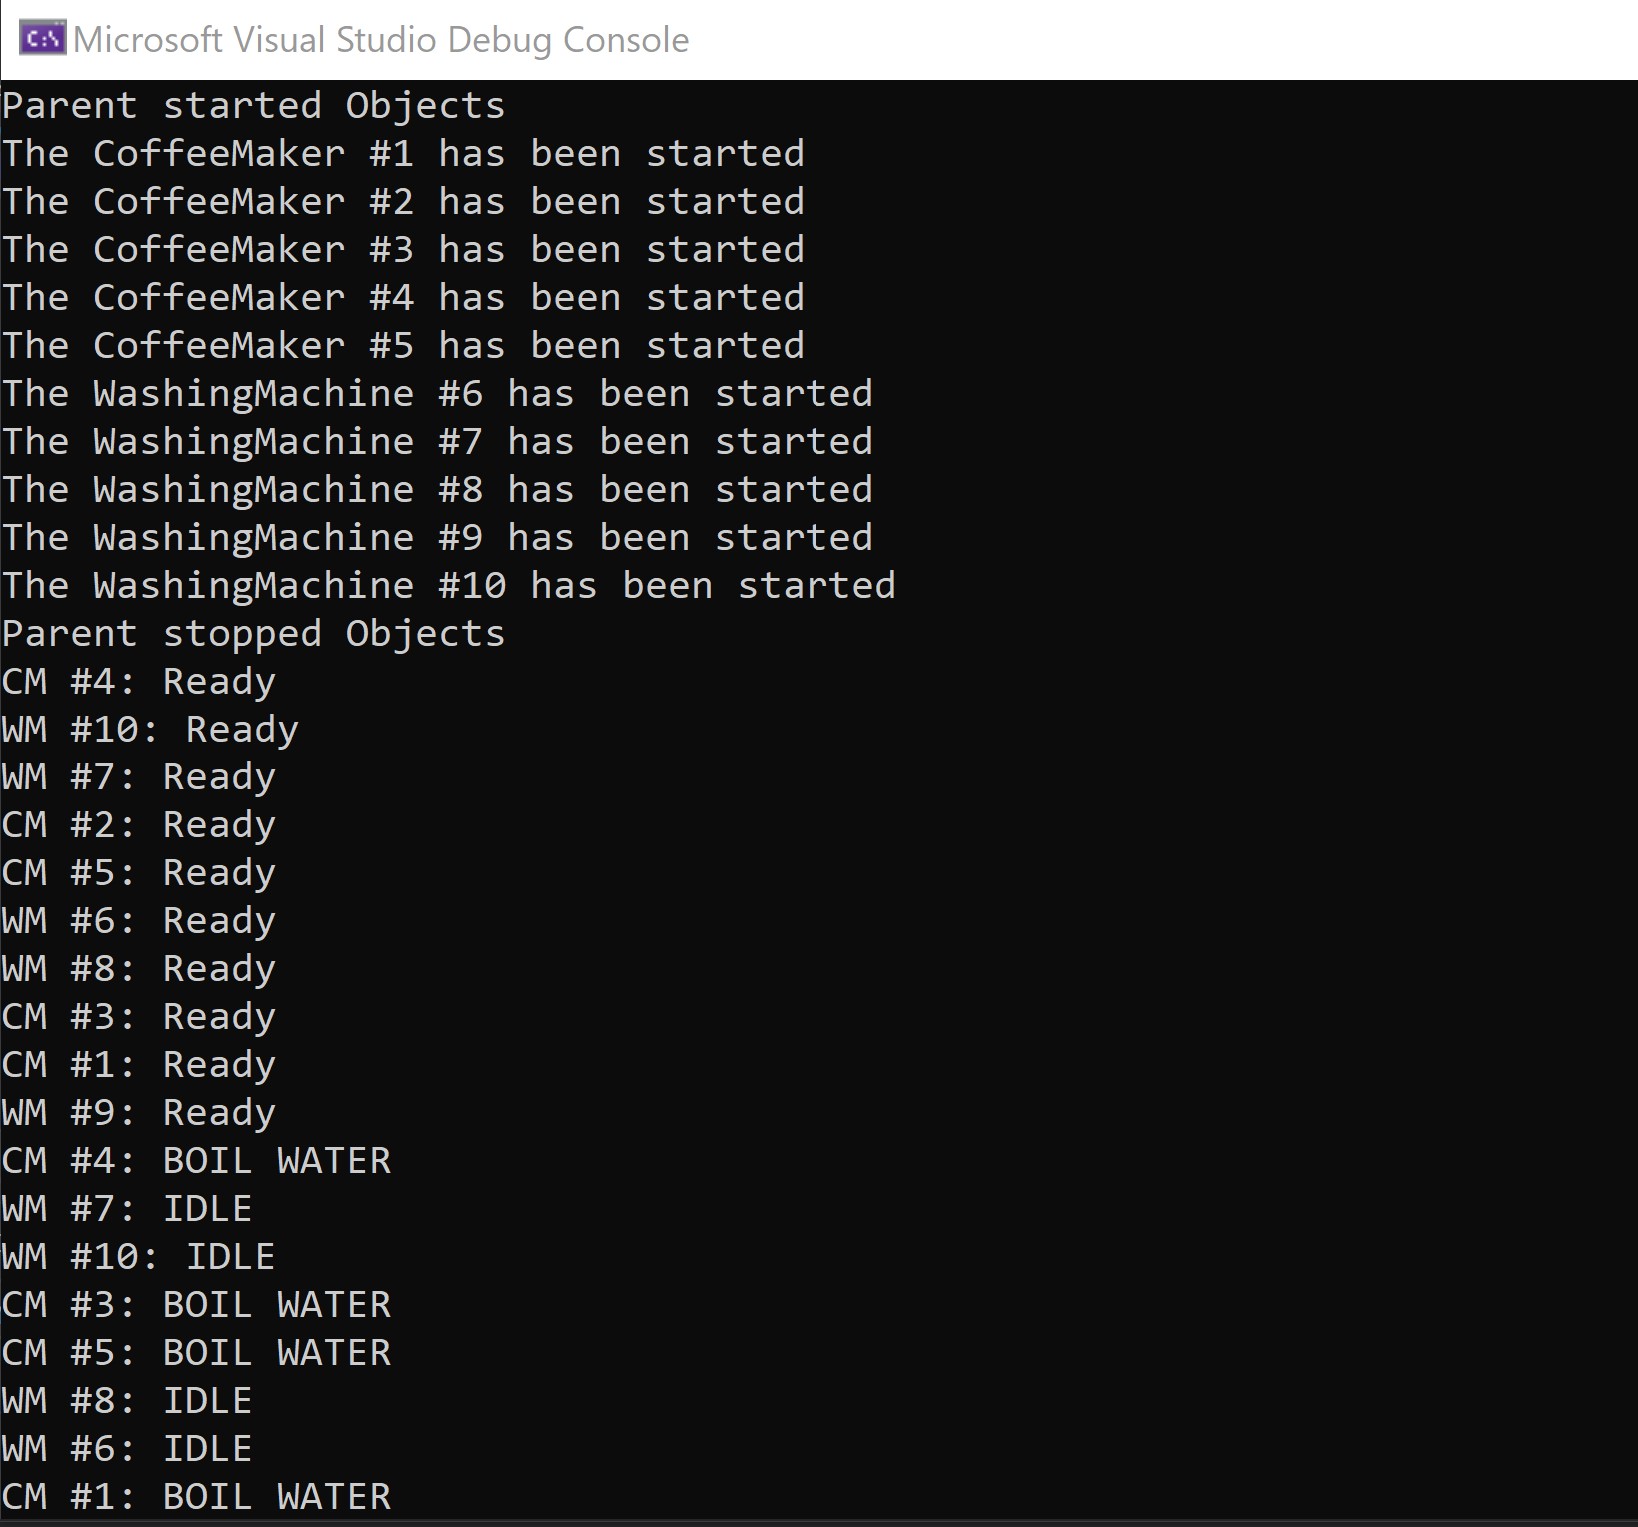 C:\ Microsoft Visual Studio Debug Console
Parent started Objects
The CoffeeMaker #1 has been started
The CoffeeMaker #2 has been started
The CoffeeMaker #3 has been started
The CoffeeMaker #4 has been started
The CoffeeMaker #5 has been started
The WashingMachine #6 has been started
The WashingMachine #7 has been started
The WashingMachine #8 has been started
The WashingMachine #9 has been started
The WashingMachine #10 has been started
Parent stopped Objects
CM #4: Ready
WM #10: Ready
WM #7: Ready
CM #2: Ready
CM #5: Ready
WM #6: Ready
WM #8: Ready
CM #3: Ready
CM #1: Ready
WM #9: Ready
CM #4: BOIL WATER
WM #7: IDLE
WM #10: IDLE
CM #3: BOIL WATER
CM #5: BOIL WATER
WM #8: IDLE
WM #6: IDLE
CM #1: BOIL WATER